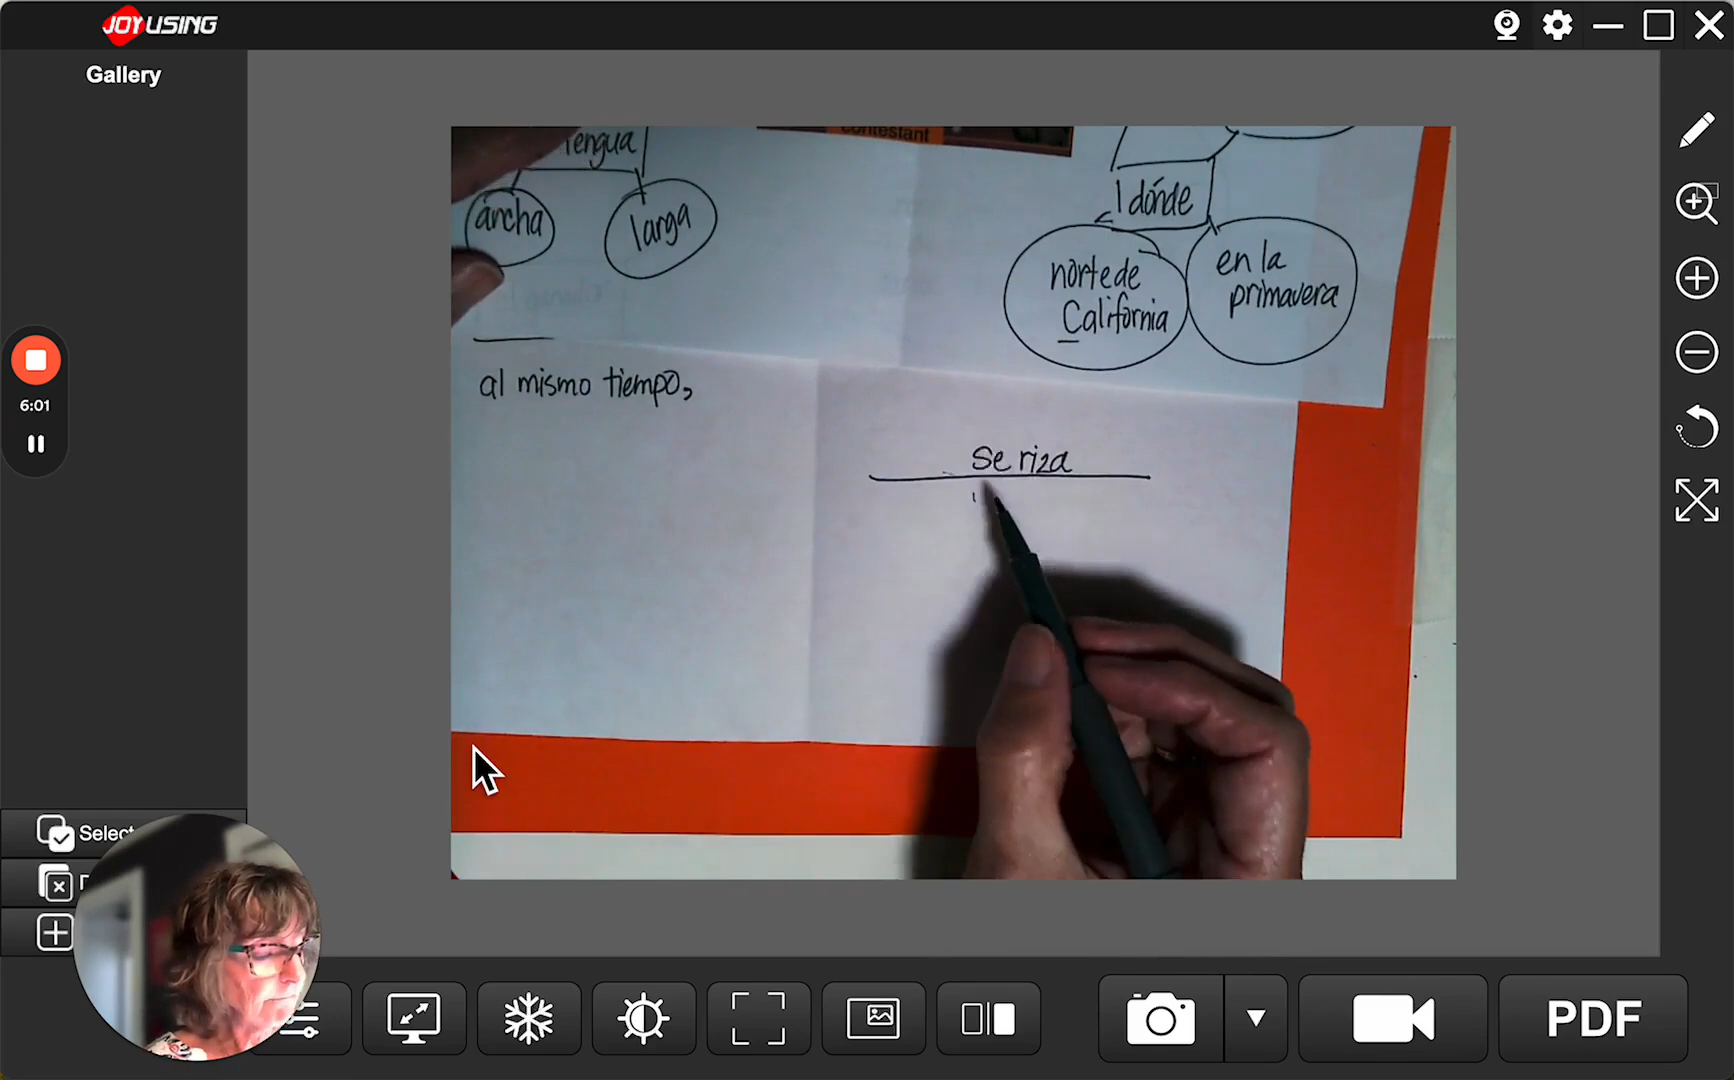 JOYUSING
Gallery
contestant
lengua
ancha
larga
dónde
norte de
California
en la
primavera
al mismo tiempo,
se riza
6:01
Select
PDF